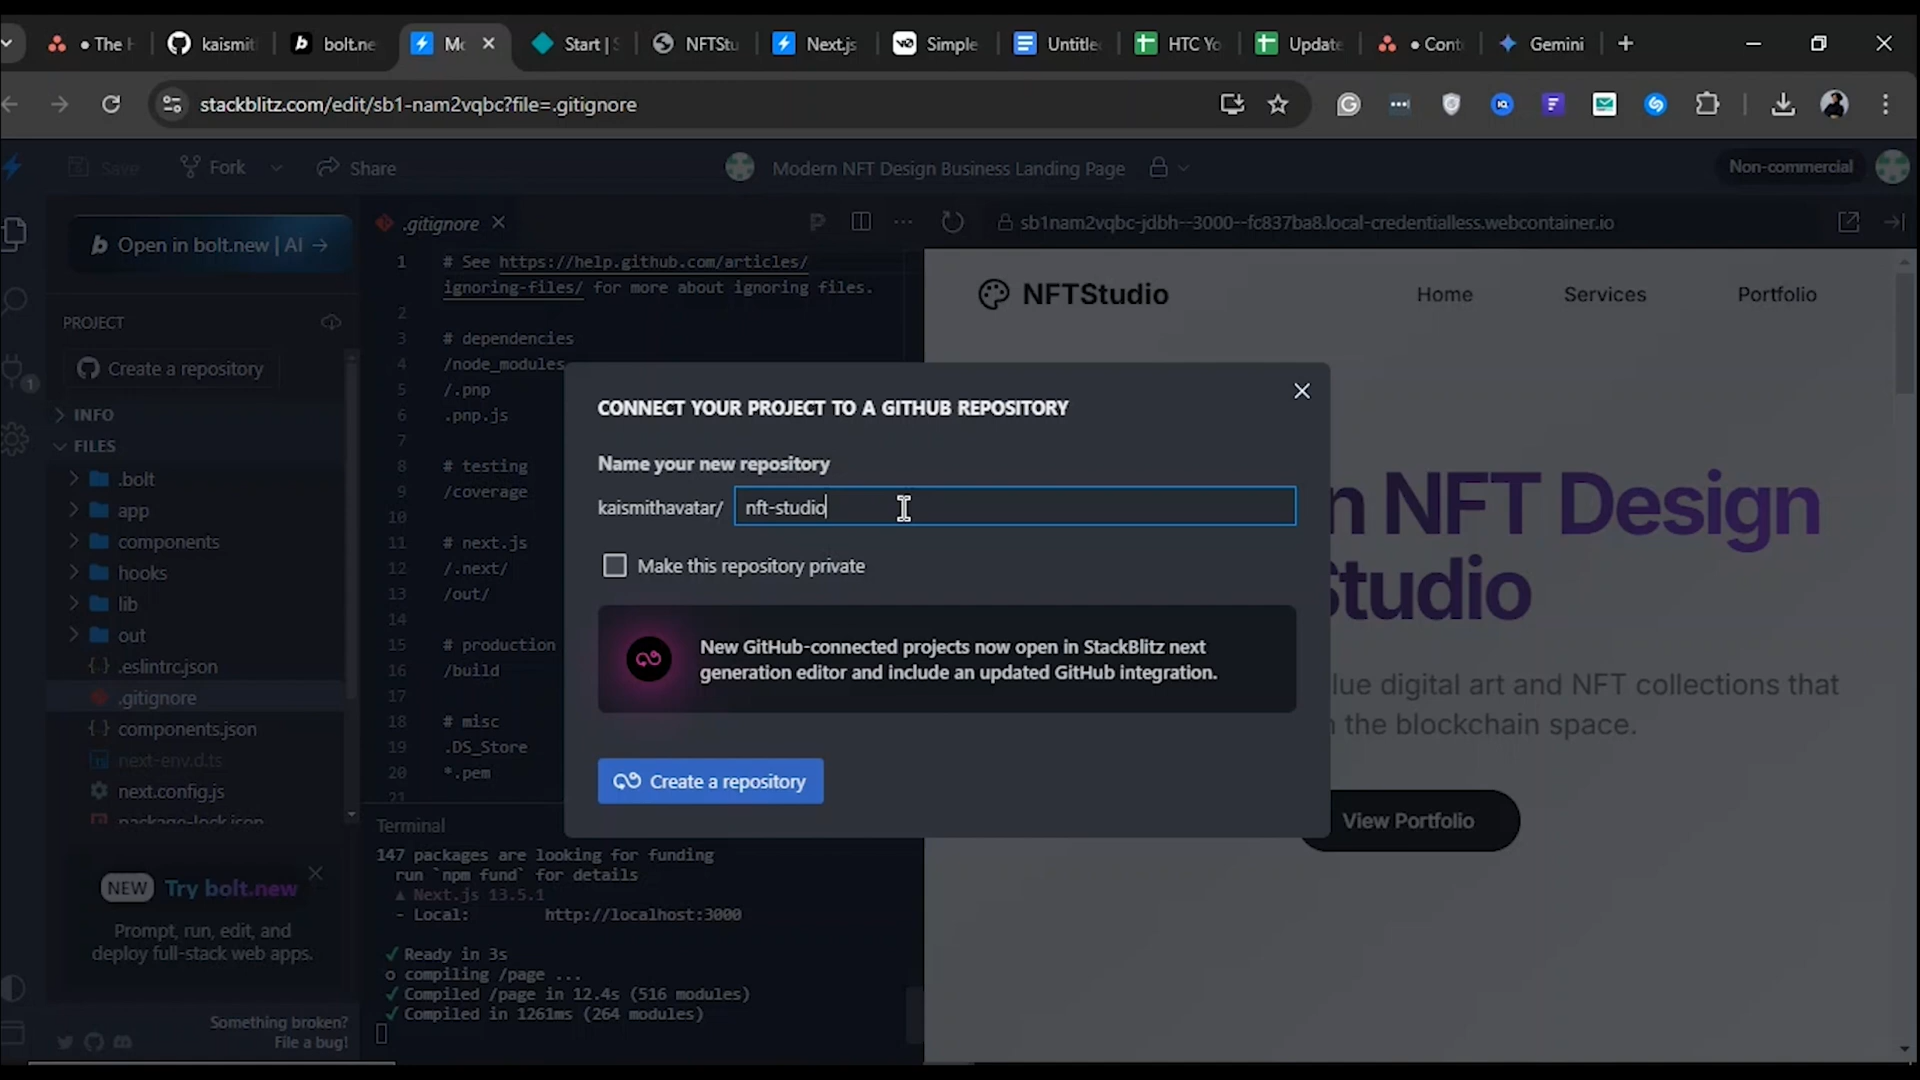 The H
kaismit
bolt.ne
Mo
Start | S
NFTStu
Next.js
Simple
Untitle
HTC Yo
Update
Cont
Gemini
stackblitz.com/edit/sb1-nam2vqbc?file=.gitignore
Save
Fork
Share
Modern NFT Design Business Landing Page
Non-commercial
Open in bolt.new | AI →
.gitignore
sb1nam2vqbc-jdbh--3000--fc837ba8.local-credentialless.webcontainer.io
PROJECT
Create a repository
INFO
FILES
.bolt
app
components
hooks
lib
out
.eslintrc.json
.gitignore
components.json
next-env.d.ts
next.config.js
package-lock.json
1
NEW Try bolt.new
Prompt, run, edit, and
deploy full-stack web apps.
Something broken?
File a bug!
1 # See https://help.github.com/articles/
ignoring-files/ for more about ignoring files.
2
3 # dependencies
4 /node_modules
5 /.pnp
6 .pnp.js
7
8 # testing
9 /coverage
10
11 # next.js
12 /.next/
13 /out/
14
15 # production
16 /build
17
18 # misc
19 .DS_Store
20 *.pem
21
Terminal
147 packages are looking for funding
run `npm fund` for details
▲ Next.js 13.5.1
- Local: http://localhost:3000
✓ Ready in 3s
○ compiling /page ...
✓ Compiled /page in 12.4s (516 modules)
✓ Compiled in 1261ms (264 modules)
CONNECT YOUR PROJECT TO A GITHUB REPOSITORY
Name your new repository
kaismithavatar/ nft-studio
Make this repository private
New GitHub-connected projects now open in StackBlitz next
generation editor and include an updated GitHub integration.
Create a repository
NFTStudio
Home
Services
Portfolio
n NFT Design
Studio
lue digital art and NFT collections that
n the blockchain space.
View Portfolio